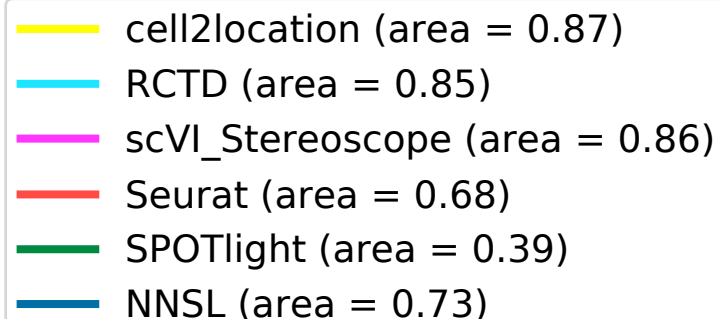 cell2location (area = 0.87)
RCTD (area = 0.85)
scVI_Stereoscope (area = 0.86)
Seurat (area = 0.68)
SPOTlight (area = 0.39)
NNSL (area = 0.73)